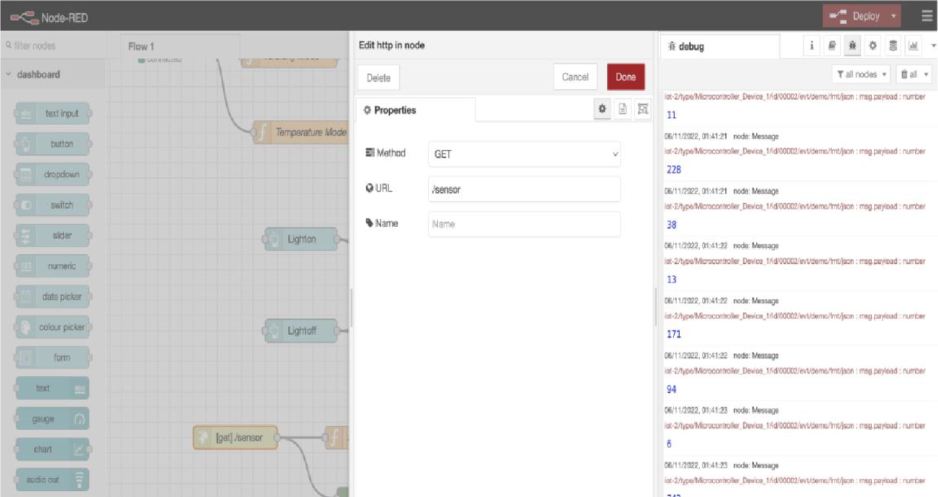 Node-RED
Deploy
filter nodes
dashboard
text input
button
dropdown
switch
slider
numeric
date picker
colour picker
form
text
gauge
chart
audio out
Flow 1
connected
Temperature Mode
Lighton
Lightoff
[get] /sensor
Edit http in node
Delete
Cancel
Done
Properties
Method
GET
URL
/sensor
Name
Name
debug
all nodes
all
iot-2/type/Microcontroller_Device_1/id/00002/evt/demo/fmt/json : msg.payload : number
11
06/11/2022, 01:41:21 node: Message
iot-2/type/Microcontroller_Device_1/id/00002/evt/demo/fmt/json : msg.payload : number
228
06/11/2022, 01:41:21 node: Message
iot-2/type/Microcontroller_Device_1/id/00002/evt/demo/fmt/json : msg.payload : number
38
06/11/2022, 01:41:22 node: Message
iot-2/type/Microcontroller_Device_1/id/00002/evt/demo/fmt/json : msg.payload : number
13
06/11/2022, 01:41:22 node: Message
iot-2/type/Microcontroller_Device_1/id/00002/evt/demo/fmt/json : msg.payload : number
171
06/11/2022, 01:41:22 node: Message
iot-2/type/Microcontroller_Device_1/id/00002/evt/demo/fmt/json : msg.payload : number
94
06/11/2022, 01:41:23 node: Message
iot-2/type/Microcontroller_Device_1/id/00002/evt/demo/fmt/json : msg.payload : number
6
06/11/2022, 01:41:23 node: Message
iot-2/type/Microcontroller_Device_1/id/00002/evt/demo/fmt/json : msg.payload : number